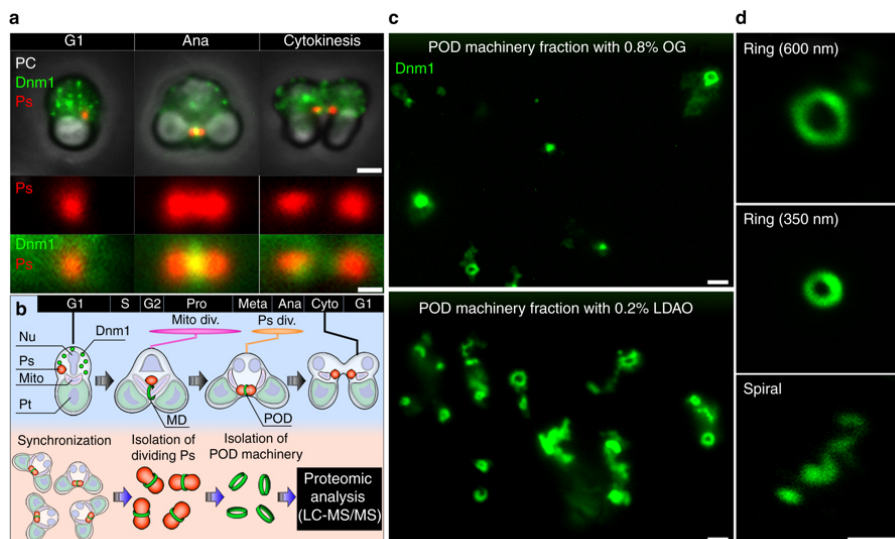 a
G1
Ana
Cytokinesis
PC
Dnm1
Ps
Ps
Dnm1
Ps
b
G1 S G2 Pro Meta Ana Cyto G1
Mito div.
Ps div.
Nu
Dnm1
Ps
Mito
Pt
MD
POD
Synchronization
Isolation of
dividing Ps
Isolation of
POD machinery
Proteomic
analysis
(LC-MS/MS)
c
POD machinery fraction with 0.8% OG
Dnm1
POD machinery fraction with 0.2% LDAO
d
Ring (600 nm)
Ring (350 nm)
Spiral